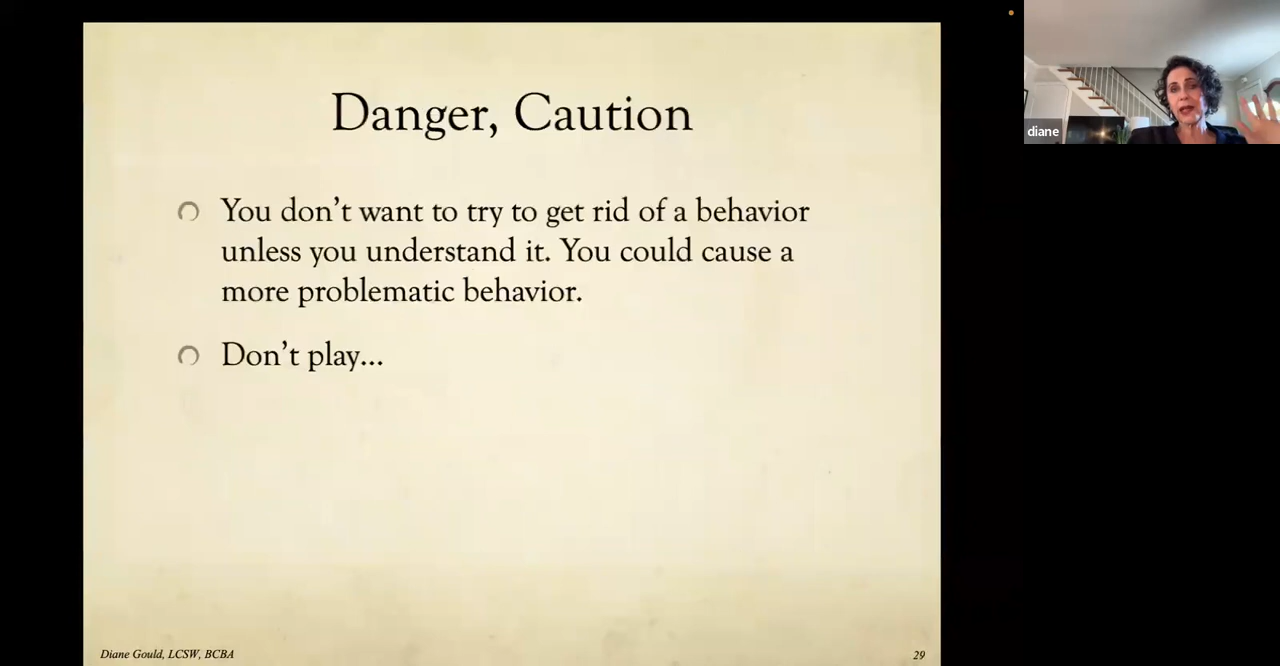 Danger, Caution
You don’t want to try to get rid of a behavior
unless you understand it. You could cause a
more problematic behavior.
Don’t play…
Diane Gould, LCSW, BCBA
29
diane